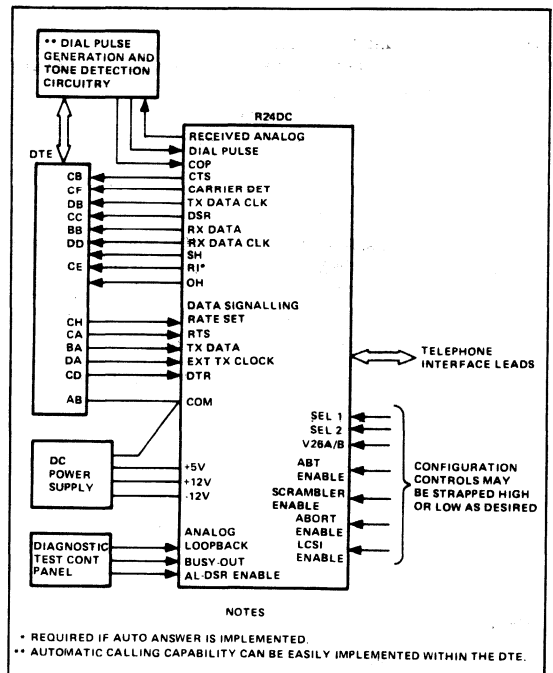 ** DIAL PULSE
GENERATION AND
TONE DETECTION
CIRCUITRY
R24DC
RECEIVED ANALOG
DIAL PULSE
COP
DTE
CB CTS
CF CARRIER DET
DB TX DATA CLK
CC DSR
BB RX DATA
DD RX DATA CLK
SH
CE RI*
OH
DATA SIGNALLING
CH RATE SET
CA RTS
BA TX DATA
DA EXT TX CLOCK
CD DTR
AB COM
TELEPHONE
INTERFACE LEADS
SEL 1
SEL 2
V26A/B
ABT
ENABLE
SCRAMBLER
ENABLE
ABORT
ENABLE
LCSI
ENABLE
CONFIGURATION
CONTROLS MAY
BE STRAPPED HIGH
OR LOW AS DESIRED
DC
POWER
SUPPLY
+5V
+12V
-12V
DIAGNOSTIC
TEST CONT
PANEL
ANALOG
LOOPBACK
BUSY-OUT
AL-DSR ENABLE
NOTES
* REQUIRED IF AUTO ANSWER IS IMPLEMENTED.
** AUTOMATIC CALLING CAPABILITY CAN BE EASILY IMPLEMENTED WITHIN THE DTE.